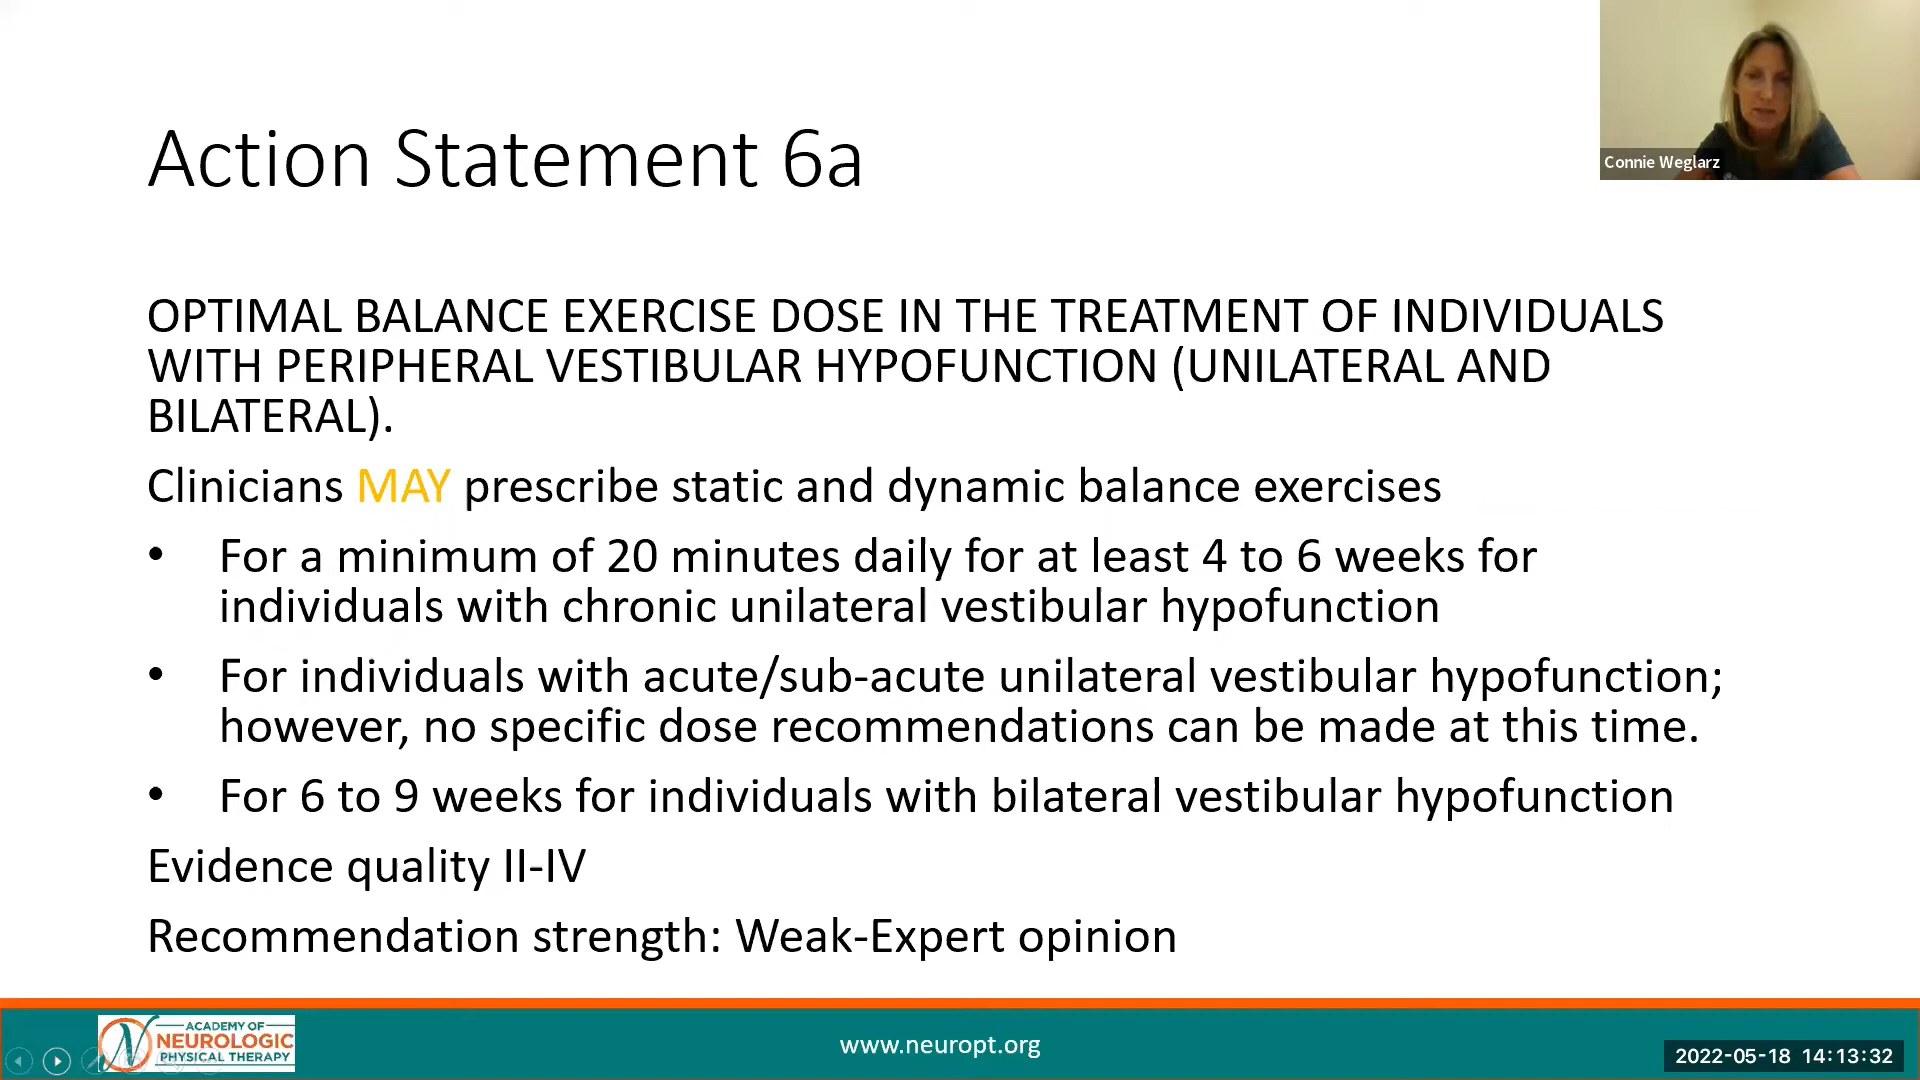 Action Statement 6a
Connie Weglarz
OPTIMAL BALANCE EXERCISE DOSE IN THE TREATMENT OF INDIVIDUALS
WITH PERIPHERAL VESTIBULAR HYPOFUNCTION (UNILATERAL AND
BILATERAL).
Clinicians MAY prescribe static and dynamic balance exercises
• For a minimum of 20 minutes daily for at least 4 to 6 weeks for
individuals with chronic unilateral vestibular hypofunction
• For individuals with acute/sub-acute unilateral vestibular hypofunction;
however, no specific dose recommendations can be made at this time.
• For 6 to 9 weeks for individuals with bilateral vestibular hypofunction
Evidence quality II-IV
Recommendation strength: Weak-Expert opinion
ACADEMY OF
NEUROLOGIC
PHYSICAL THERAPY
www.neuropt.org
2022-05-18 14:13:32